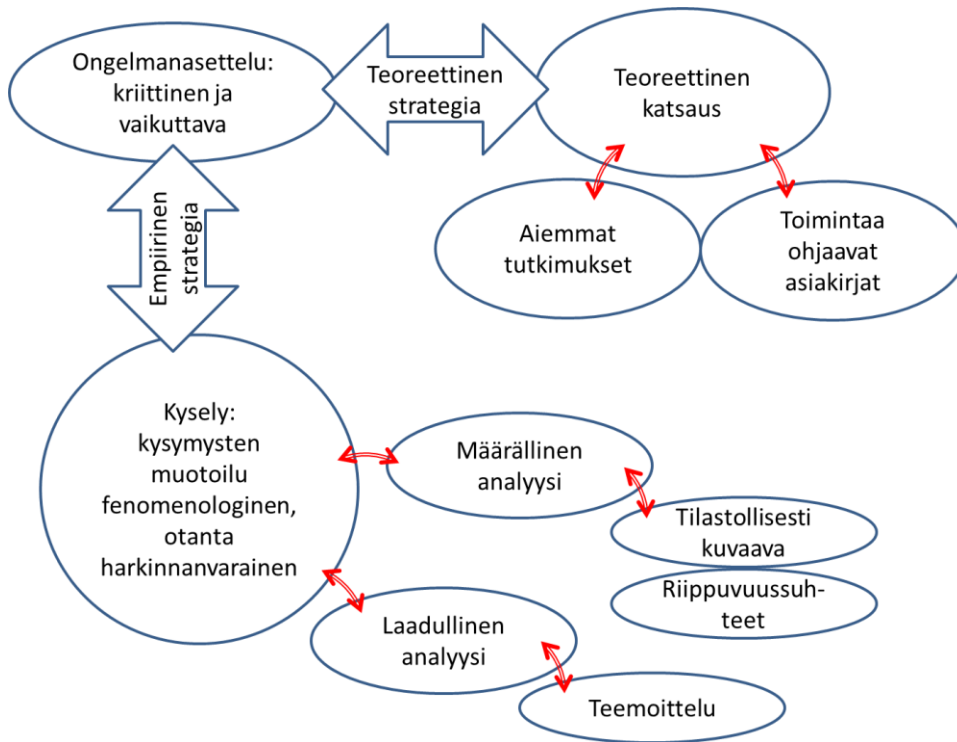 Ongelmanasettelu:
kriittinen ja
vaikuttava
Teoreettinen
strategia
Teoreettinen
katsaus
Aiemmat
tutkimukset
Toimintaa
ohjaavat
asiakirjat
Empiirinen
strategia
Kysely:
kysymysten
muotoilu
fenomenologinen,
otanta
harkinnanvarainen
Määrällinen
analyysi
Tilastollisesti
kuvaava
Riippuvuussuh-
teet
Laadullinen
analyysi
Teemoittelu